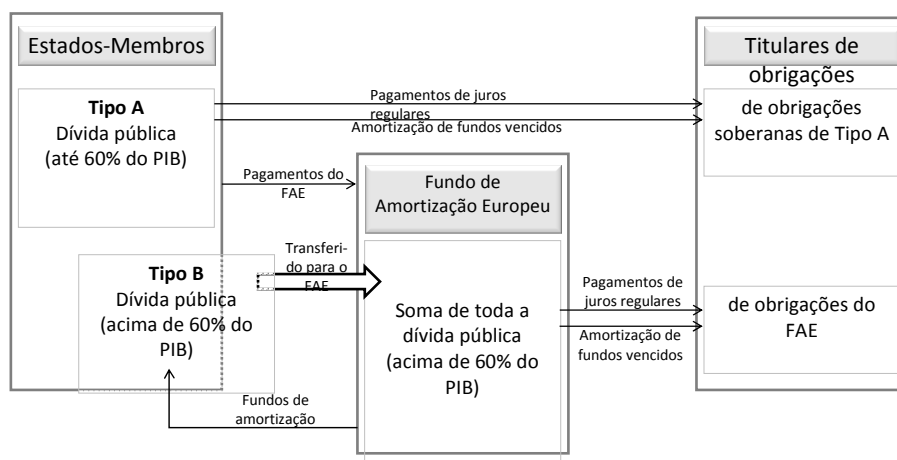 Estados-Membros
Tipo A
Dívida pública
(até 60% do PIB)
Tipo B
Dívida pública
(acima de 60% do
PIB)
Pagamentos de juros
regulares
Amortização de fundos vencidos
Pagamentos do
FAE
Transferi-
do para o
FAE
Fundos de
amortização
Fundo de
Amortização Europeu
Soma de toda a
dívida pública
(acima de 60% do
PIB)
Pagamentos de
juros regulares
Amortização de
fundos vencidos
Titulares de
obrigações
de obrigações
soberanas de Tipo A
de obrigações do
FAE